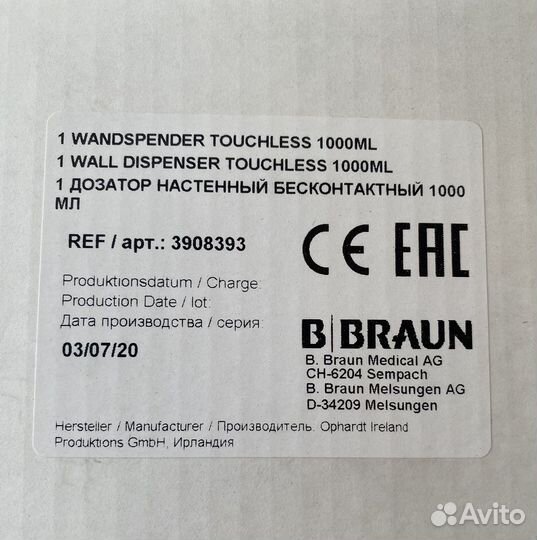 1 WANDSPENDER TOUCHLESS 1000ML
1 WALL DISPENSER TOUCHLESS 1000ML
1 ДОЗАТОР НАСТЕННЫЙ БЕСКОНТАКТНЫЙ 1000
МЛ
REF / арт.: 3908393
CE EAC
Produktionsdatum / Charge:
Production Date / lot:
Дата производства / серия:
03/07/20
B|BRAUN
B. Braun Medical AG
CH-6204 Sempach
B. Braun Melsungen AG
D-34209 Melsungen
Hersteller / Manufacturer / Производитель: Ophardt Ireland
Produktions GmbH, Ирландия
Avito